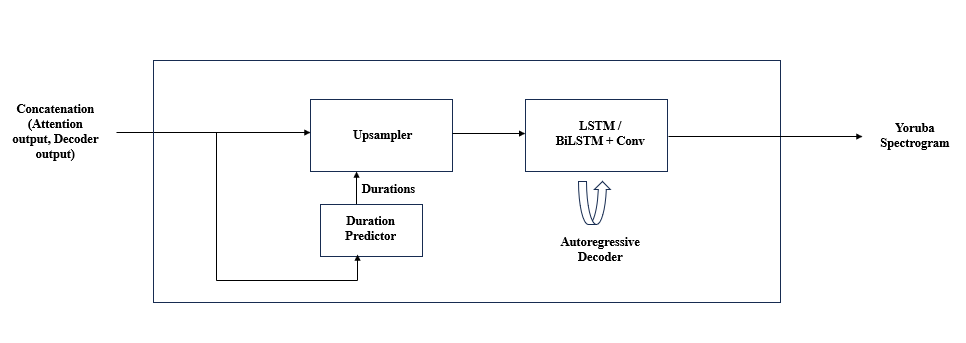 Concatenation
(Attention
output, Decoder
output)
Upsampler
LSTM /
BiLSTM + Conv
Yoruba
Spectrogram
Durations
Duration
Predictor
Autoregressive
Decoder